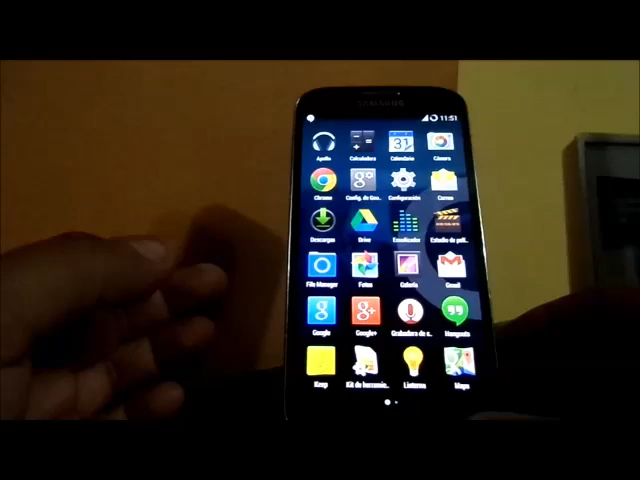 SAMSUNG
11:51
Apollo Calculadora Calendario Cámara
31
Chrome Config. de Goo.. Configuración Correo
Descargas Drive Ecualizador Estudio de pelí..
File Manager Fotos Galería Gmail
Google Google+ Grabadora de s.. Hangouts
Keep Kit de herramie.. Linterna Maps